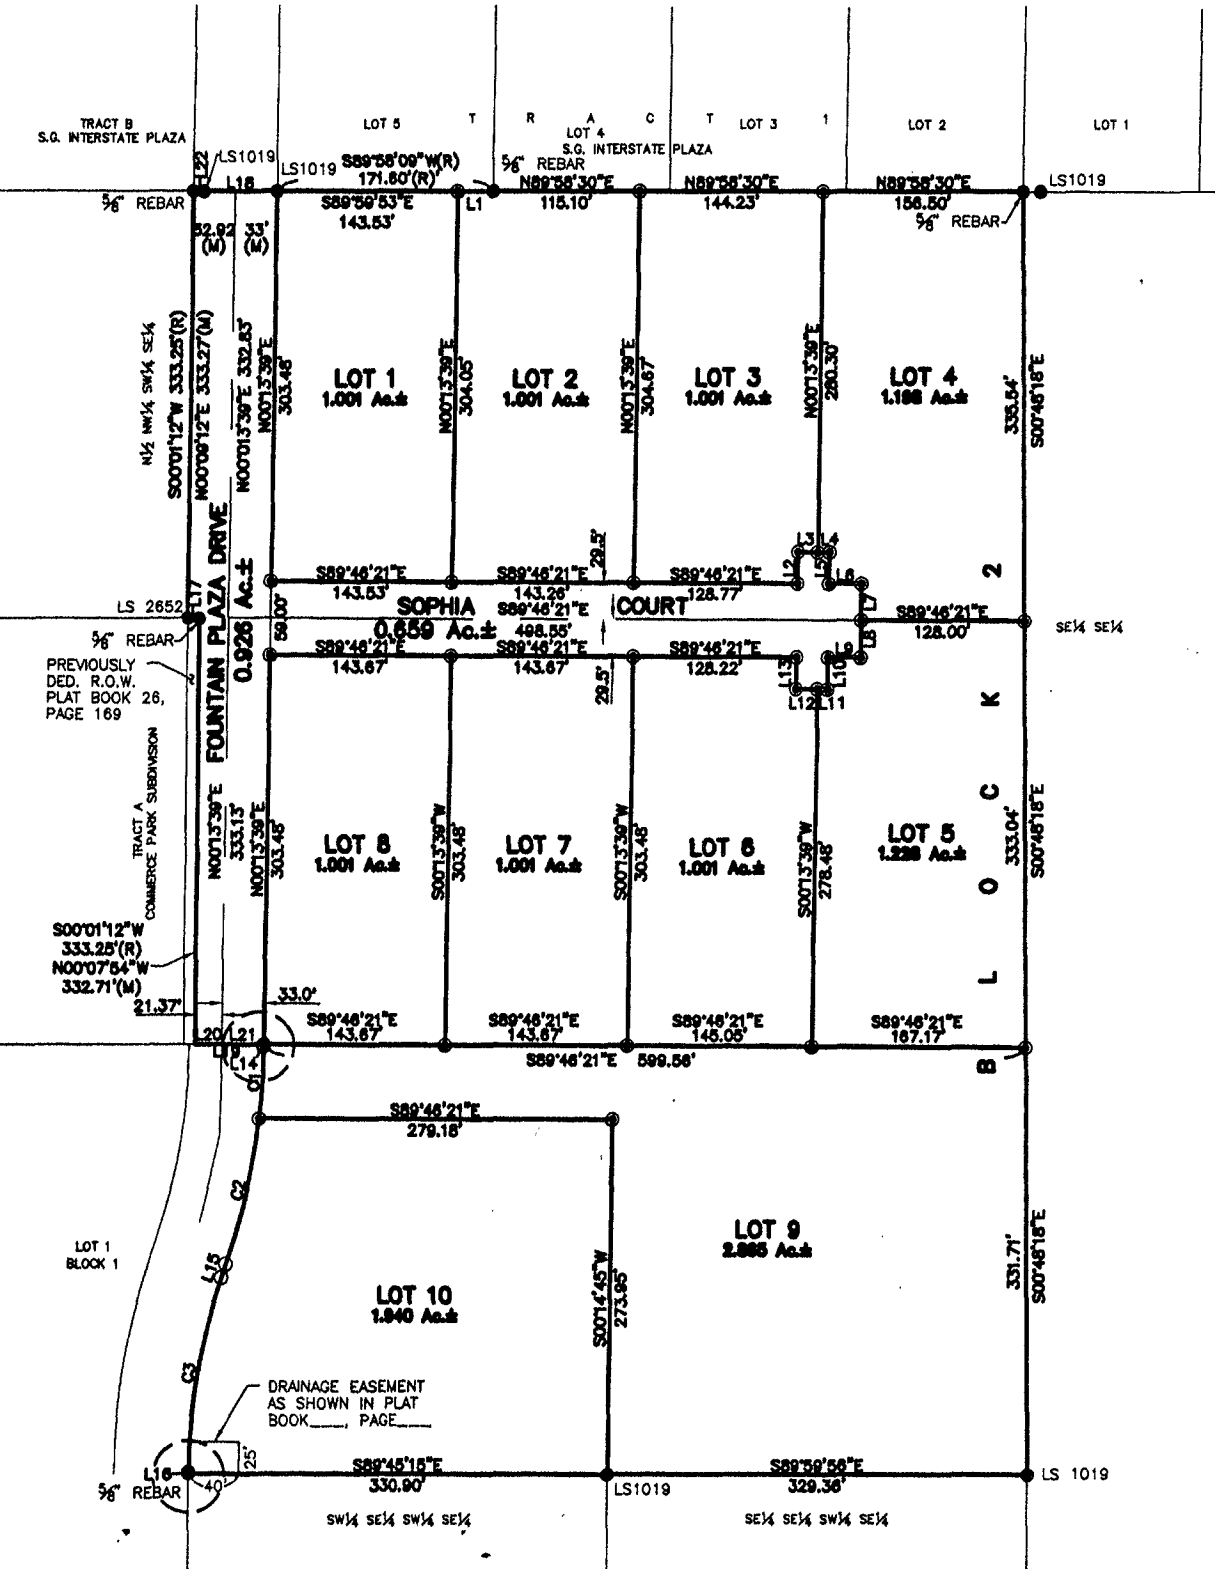 TRACT B
S.G. INTERSTATE PLAZA
LOT 5
T R A C T 1
LOT 4
S.G. INTERSTATE PLAZA
LOT 3
LOT 2
LOT 1
L22
LS1019
L18
LS1019
S89°58'09"W(R)
171.60'(R)
5/8" REBAR
S89°59'53"E
143.53'
L1
N89°58'30"E
115.10'
N89°58'30"E
144.23'
N89°58'30"E
156.50'
LS1019
5/8" REBAR
5/8" REBAR
(M)
33'
(M)
N½ NW¼ SW¼ SE¼
S00°01'12"W 333.25'(R)
N00°09'12"E 333.27'(M)
N00°013'39"E 332.63'
N00°13'39"E
303.48'
LOT 1
1.001 Ac.±
N00°13'39"E
304.05'
LOT 2
1.001 Ac.±
N00°13'39"E
304.67'
LOT 3
1.001 Ac.±
N00°13'39"E
280.30'
LOT 4
335.54'
S00°48'18"E
FOUNTAIN PLAZA DRIVE
0.926 Ac.±
L17
LS 2652
5/8" REBAR
PREVIOUSLY
DED. R.O.W.
PLAT BOOK 26,
PAGE 169
S89°46'21"E
143.53'
S89°46'21"E
143.26'
29.5'
S89°46'21"E
128.77'
L2
L3
L4
L5
L6
L7
L8
L9
L10
L11
L12
L13
59.00'
SOPHIA COURT
0.659 Ac.±
S89°46'21"E
498.55'
S89°46'21"E
128.00'
SE¼ SE¼
S89°46'21"E
143.67'
S89°46'21"E
143.67'
29.5'
S89°46'21"E
128.22'
BLOCK 2
TRACT A
COMMERCE PARK SUBDIVISION
N00°13'39"E
333.13'
N00°13'39"E
303.48'
LOT 8
1.001 Ac.±
S00°13'39"W
303.48'
LOT 7
1.001 Ac.±
S00°13'39"W
303.48'
LOT 6
1.001 Ac.±
S00°13'39"W
278.48'
LOT 5
333.04'
S00°48'18"E
S00°01'12"W
333.25'(R)
N00°07'54"W
332.71'(M)
21.37'
33.0'
L20
L21
L14
S89°46'21"E
143.67'
S89°46'21"E
143.67'
S89°46'21"E
145.05'
S89°46'21"E
167.17'
S89°46'21"E 599.56'
C1
S89°46'21"E
279.18'
C2
L15
C3
LOT 1
BLOCK 1
LOT 9
LOT 10
1.940 Ac.±
S00°14'45"W
273.95'
331.71'
S00°48'18"E
DRAINAGE EASEMENT
AS SHOWN IN PLAT
BOOK____, PAGE____
25'
40'
L16
5/8" REBAR
S89°45'15"E
330.90'
LS1019
S89°59'56"E
329.36'
LS 1019
SW¼ SE¼ SW¼ SE¼
SE¼ SE¼ SW¼ SE¼